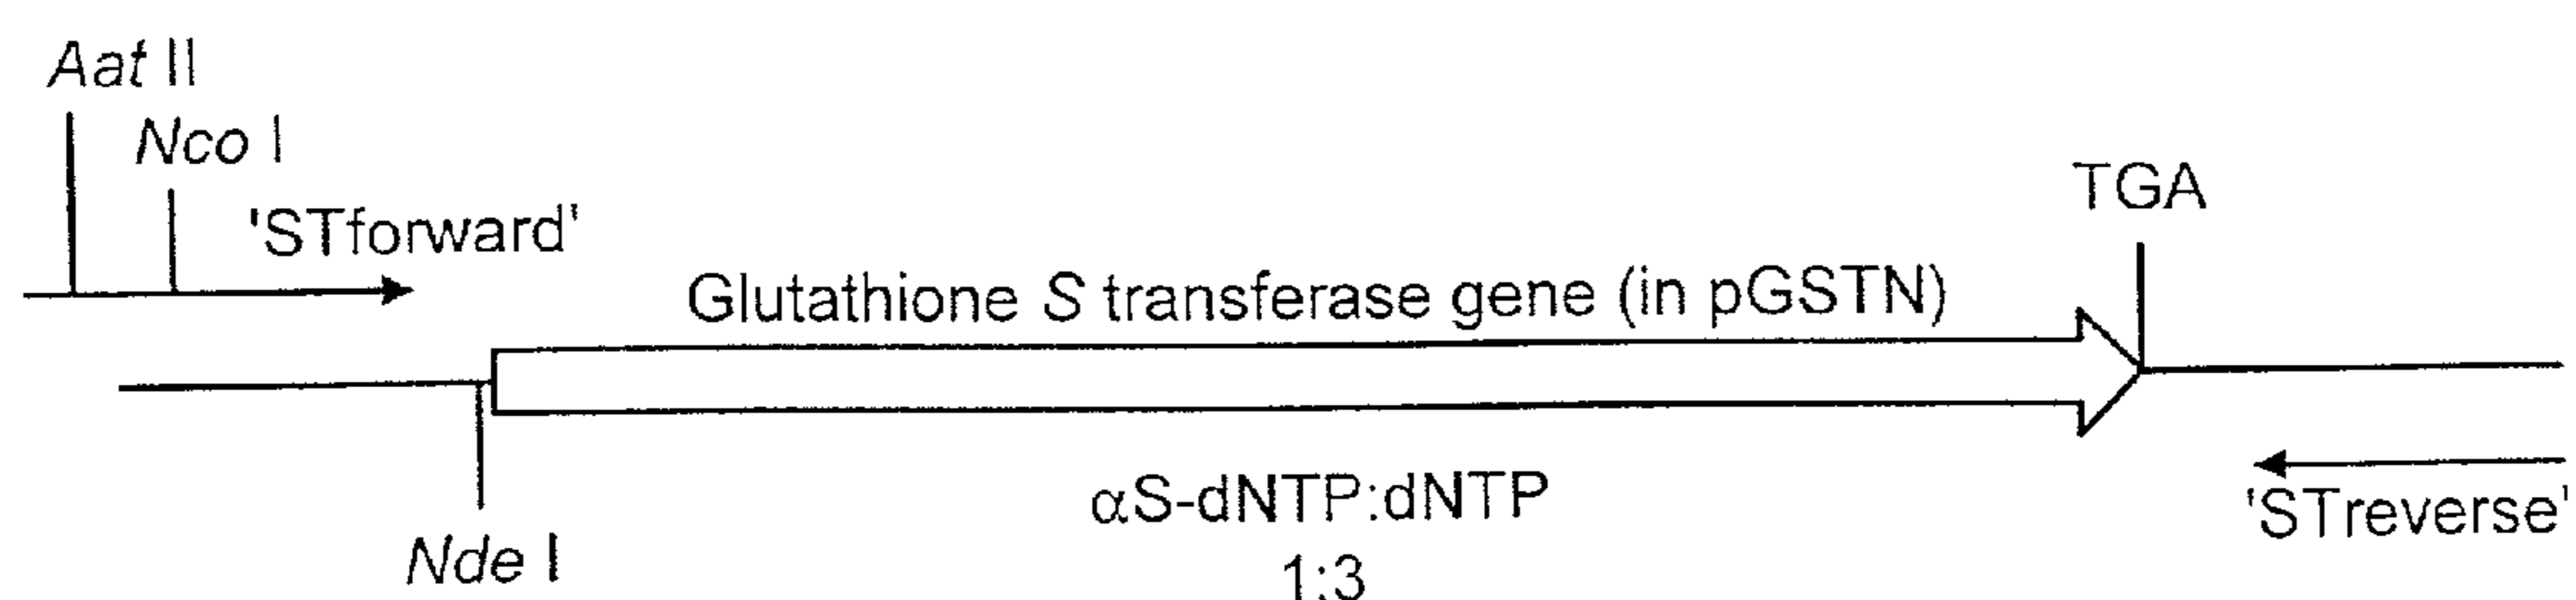 Aat II
Nco I
'STforward'
TGA
Glutathione S transferase gene (in pGSTN)
αS-dNTP:dNTP
1:3
Nde I
'STreverse'